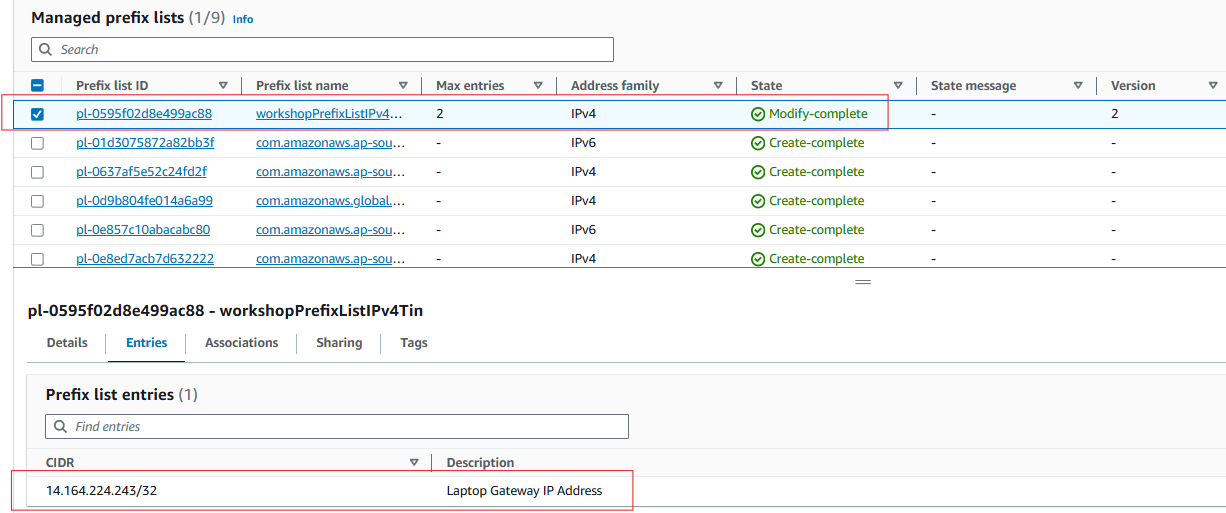 Managed prefix lists (1/9) Info
Search
Prefix list ID Prefix list name Max entries Address family State State message Version
pl-0595f02d8e499ac88 workshopPrefixListIPv4... 2 IPv4 Modify-complete - 2
pl-01d3075872a82bb3f com.amazonaws.ap-sou... - IPv6 Create-complete - -
pl-0637af5e52c24fd2f com.amazonaws.ap-sou... - IPv4 Create-complete - -
pl-0d9b804fe014a6a99 com.amazonaws.global.... - IPv4 Create-complete - -
pl-0e857c10abacabc80 com.amazonaws.ap-sou... - IPv6 Create-complete - -
pl-0e8ed7acb7d632222 com.amazonaws.ap-sou... - IPv4 Create-complete - -
pl-0595f02d8e499ac88 - workshopPrefixListIPv4Tin
Details Entries Associations Sharing Tags
Prefix list entries (1)
Find entries
CIDR Description
14.164.224.243/32 Laptop Gateway IP Address